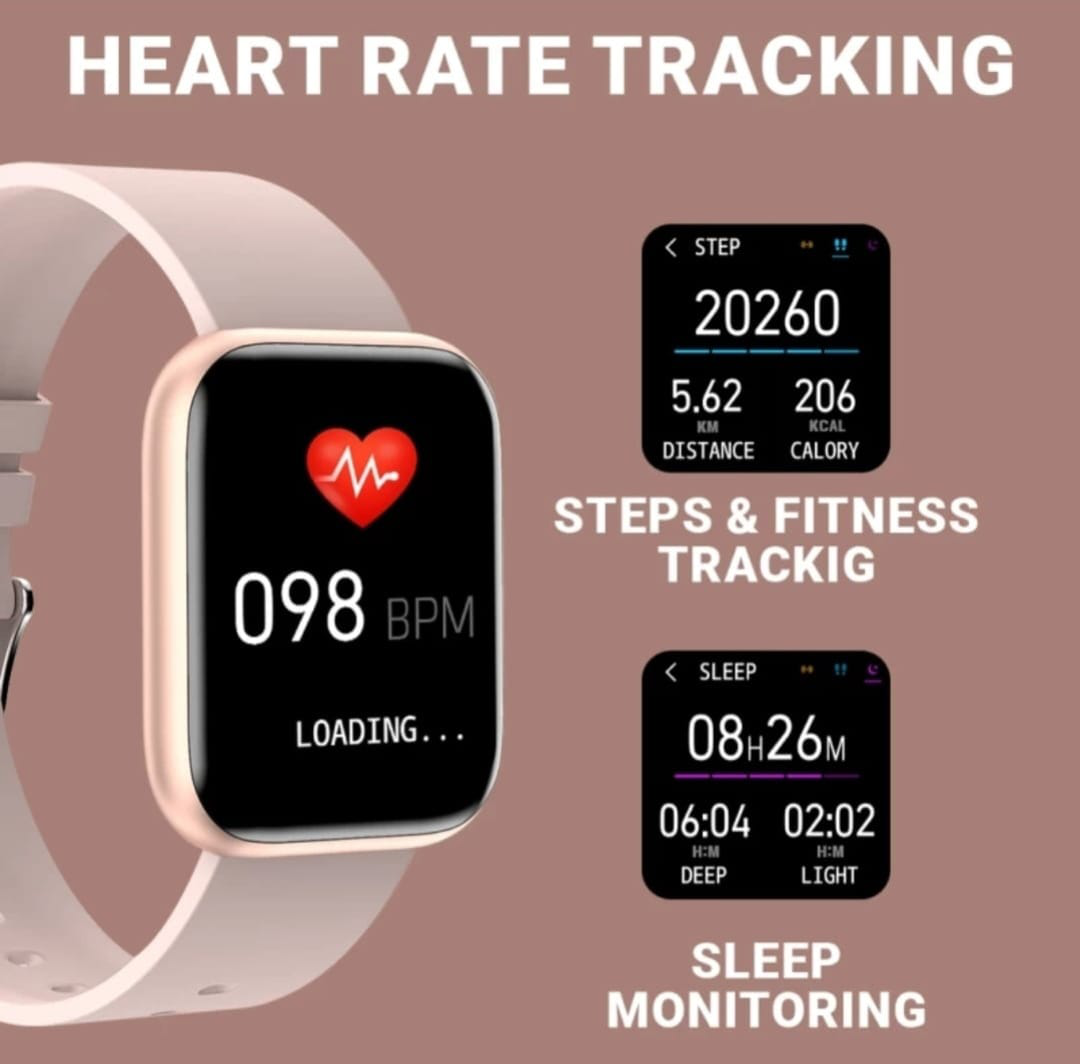 HEART RATE TRACKING
STEP
20260
5.62 206
KM KCAL
DISTANCE CALORY
STEPS & FITNESS
TRACKIG
098 BPM
LOADING...
SLEEP
08H26M
06:04 02:02
H:M H:M
DEEP LIGHT
SLEEP
MONITORING